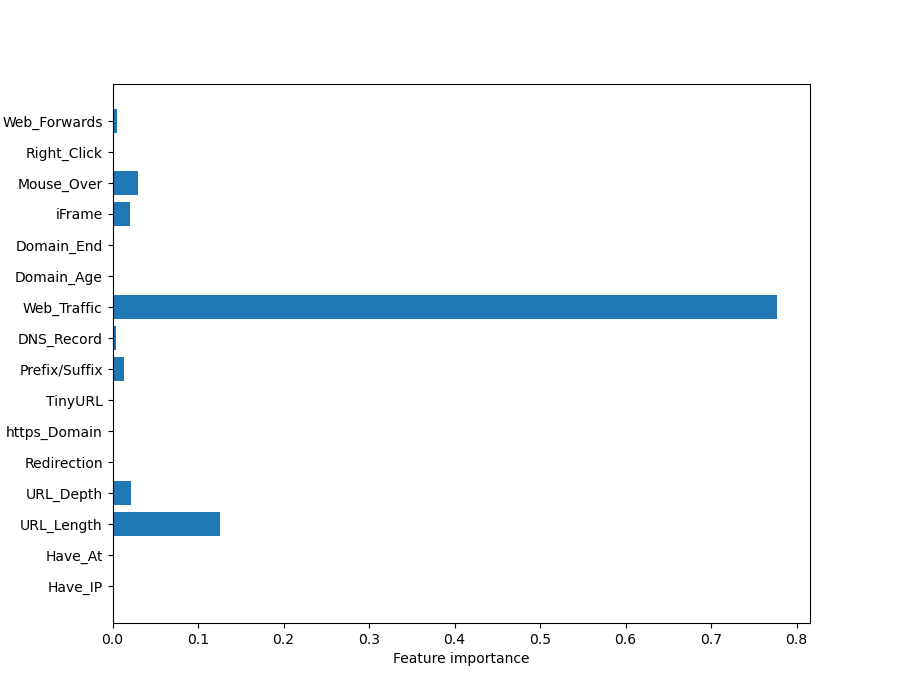 Web_Forwards
Right_Click
Mouse_Over
iFrame
Domain_End
Domain_Age
Web_Traffic
DNS_Record
Prefix/Suffix
TinyURL
https_Domain
Redirection
URL_Depth
URL_Length
Have_At
Have_IP
0.0 0.1 0.2 0.3 0.4 0.5 0.6 0.7 0.8
Feature importance